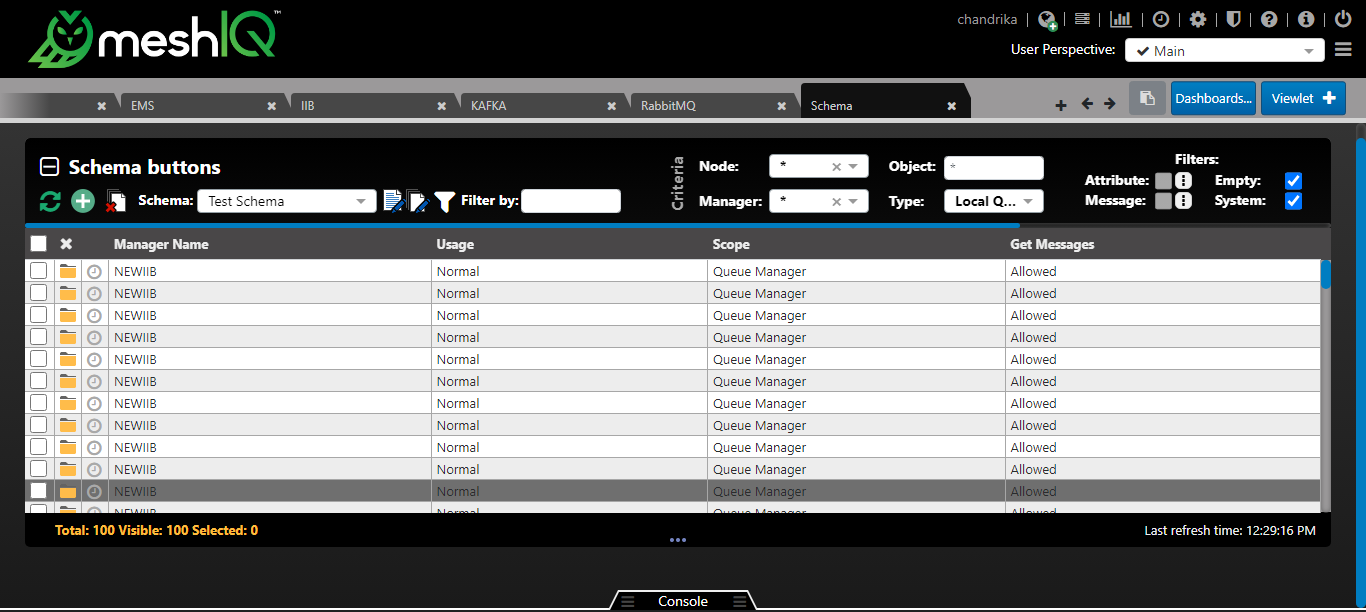 meshIQ™
chandrika
User Perspective:
Main
EMS
IIB
KAFKA
RabbitMQ
Schema
Dashboards...
Viewlet
Schema buttons
Criteria
Node:
*
Object:
*
Filters:
Attribute:
Empty:
Schema:
Test Schema
Filter by:
Manager:
*
Type:
Local Q...
Message:
System:
Manager Name Usage Scope Get Messages
NEWIIB Normal Queue Manager Allowed
NEWIIB Normal Queue Manager Allowed
NEWIIB Normal Queue Manager Allowed
NEWIIB Normal Queue Manager Allowed
NEWIIB Normal Queue Manager Allowed
NEWIIB Normal Queue Manager Allowed
NEWIIB Normal Queue Manager Allowed
NEWIIB Normal Queue Manager Allowed
NEWIIB Normal Queue Manager Allowed
NEWIIB Normal Queue Manager Allowed
NEWIIB Normal Queue Manager Allowed
NEWIIB Normal Queue Manager Allowed
Total: 100 Visible: 100 Selected: 0
Last refresh time: 12:29:16 PM
Console